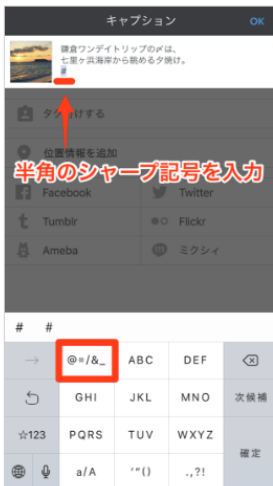 キャプション OK
鎌倉ワンデイトリップの〆は、
七里ヶ浜海岸から眺める夕焼け。
#
タグ付けする
位置情報を追加
半角のシャープ記号を入力
Facebook Twitter
Tumblr Flickr
Ameba ミクシィ
# #
@=/&_ ABC DEF
GHI JKL MNO 次候補
☆123 PQRS TUV WXYZ
確定
a/A '"() .,?!